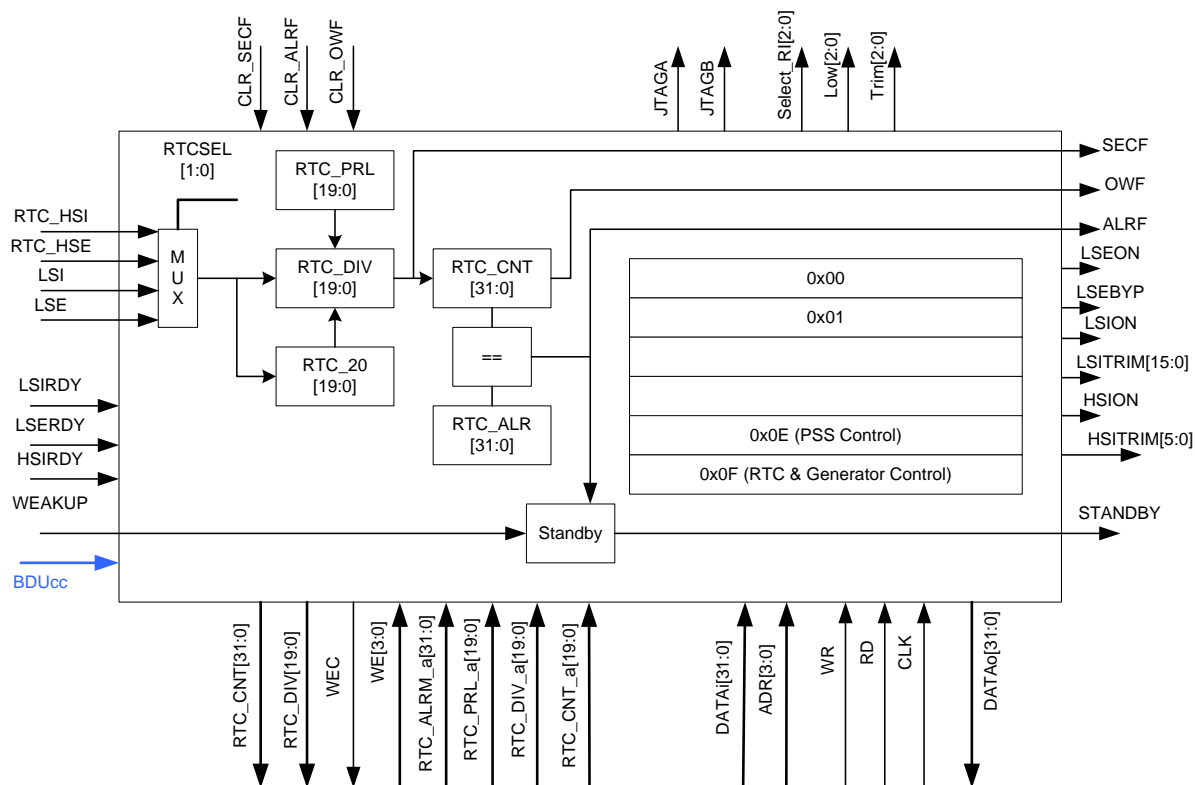 CLR_SECF
CLR_ALRF
CLR_OWF
JTAGA
JTAGB
Select_RI[2:0]
Low[2:0]
Trim[2:0]
RTCSEL
[1:0]
RTC_PRL
[19:0]
SECF
OWF
ALRF
RTC_HSI
RTC_HSE
LSI
LSE
MUX
RTC_DIV
[19:0]
RTC_CNT
[31:0]
==
RTC_20
[19:0]
RTC_ALR
[31:0]
0x00
0x01
0x0E (PSS Control)
0x0F (RTC & Generator Control)
LSEON
LSEBYP
LSION
LSITRIM[15:0]
HSION
HSITRIM[5:0]
LSIRDY
LSERDY
HSIRDY
WEAKUP
Standby
STANDBY
BDUcc
RTC_CNT[31:0]
RTC_DIV[19:0]
WEC
WE[3:0]
RTC_ALRM_a[31:0]
RTC_PRL_a[19:0]
RTC_DIV_a[19:0]
RTC_CNT_a[19:0]
DATAi[31:0]
ADR[3:0]
WR
RD
CLK
DATAo[31:0]